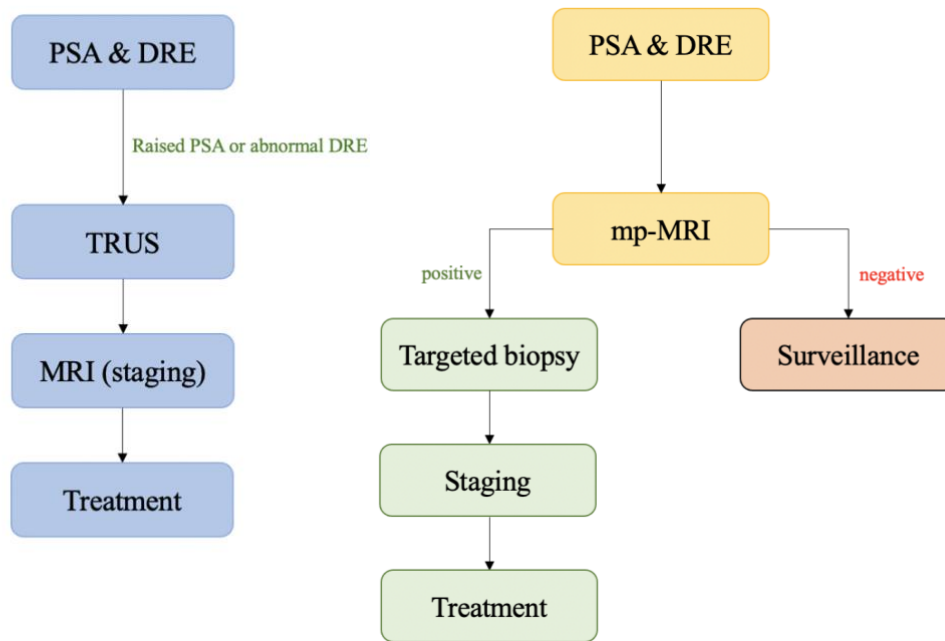 PSA & DRE
Raised PSA or abnormal DRE
TRUS
MRI (staging)
Treatment
PSA & DRE
mp-MRI
positive
negative
Targeted biopsy
Surveillance
Staging
Treatment